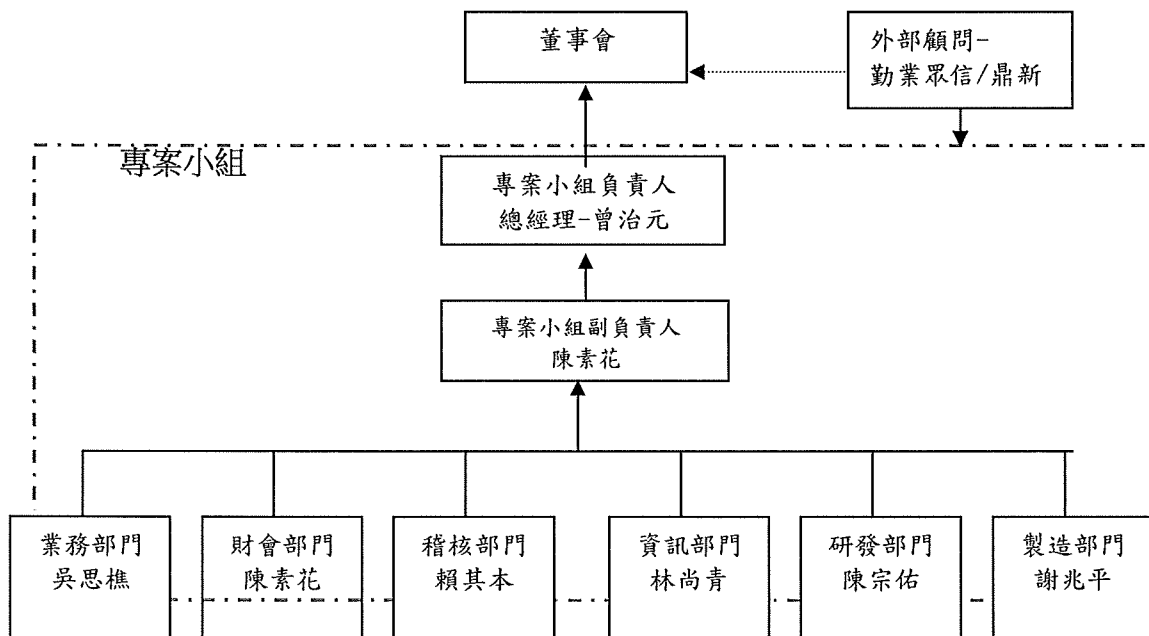 董事會
外部顧問-
勤業眾信/鼎新
專案小組
專案小組負責人
總經理-曾治元
專案小組副負責人
陳素花
業務部門
吳思樵
財會部門
陳素花
稽核部門
賴其本
資訊部門
林尚青
研發部門
陳宗佑
製造部門
謝兆平